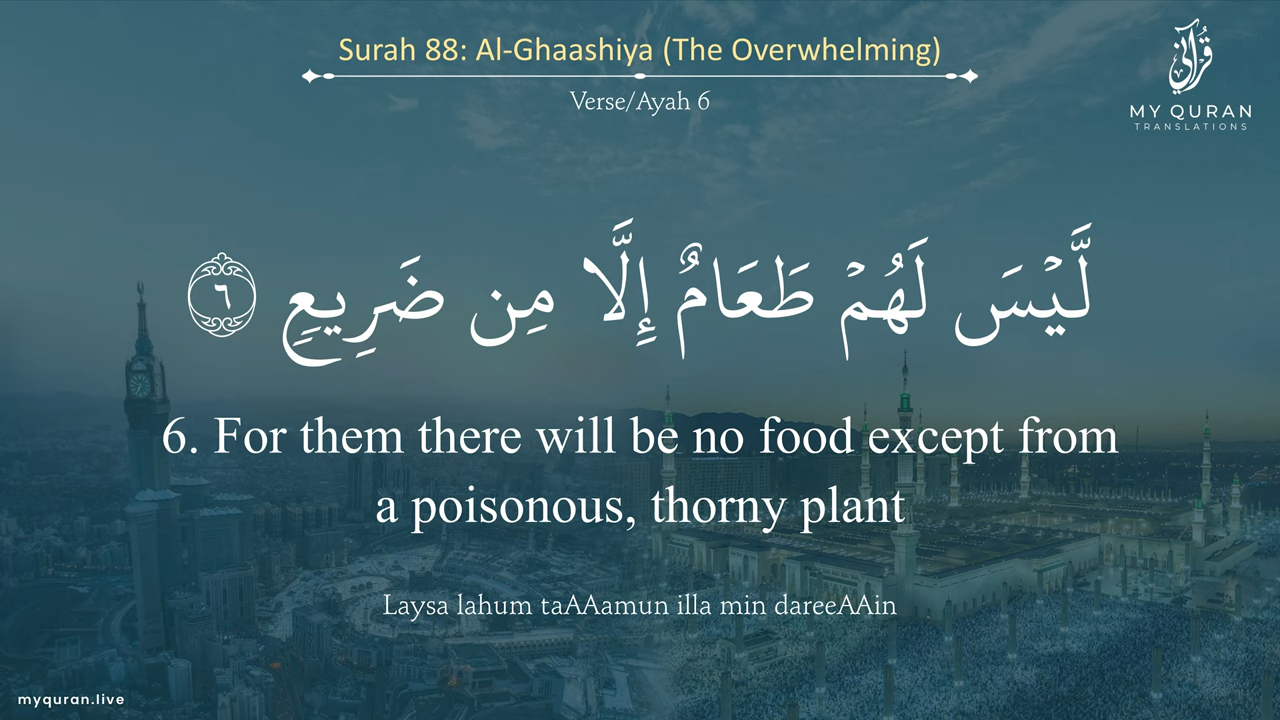 Surah 88: Al-Ghaashiya (The Overwhelming)
Verse/Ayah 6
قرآني
MY QURAN
TRANSLATIONS
لَّيۡسَ لَهُمۡ طَعَامٌ إِلَّا مِن ضَرِيعٍ ٦
6. For them there will be no food except from
a poisonous, thorny plant
Laysa lahum taAAamun illa min dareeAAin
myquran.live